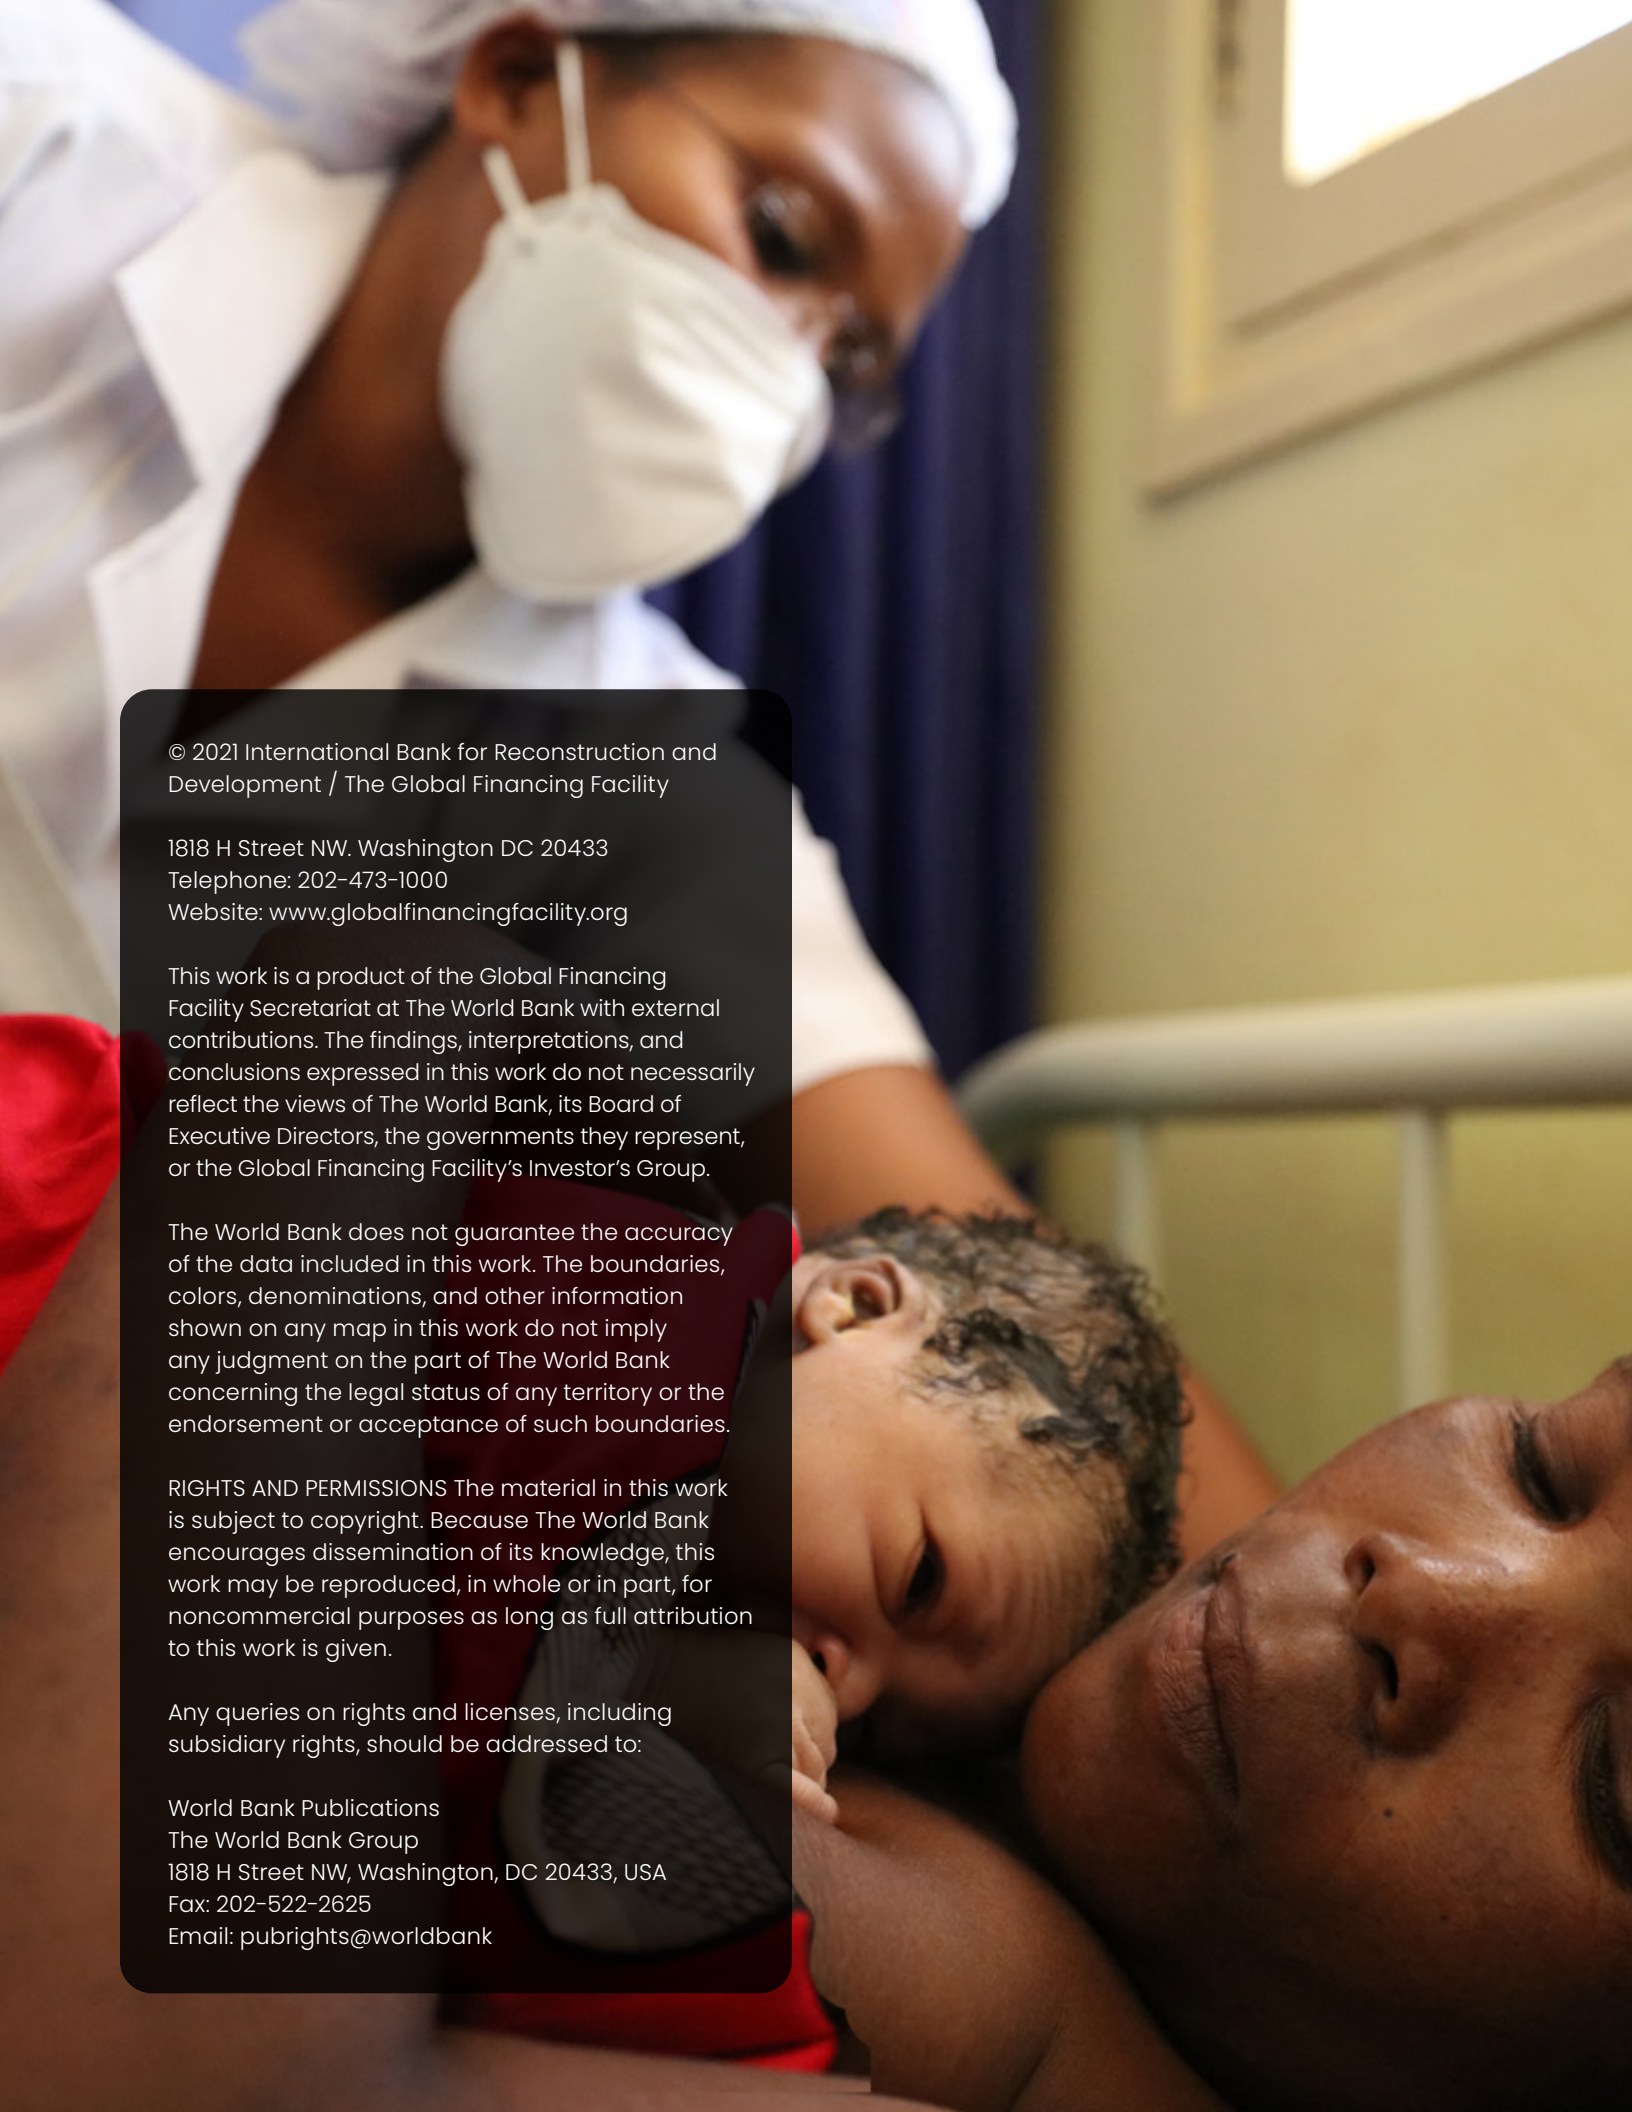 © 2021 International Bank for Reconstruction and
Development / The Global Financing Facility
1818 H Street NW. Washington DC 20433
Telephone: 202-473-1000
Website: www.globalfinancingfacility.org
This work is a product of the Global Financing
Facility Secretariat at The World Bank with external
contributions. The findings, interpretations, and
conclusions expressed in this work do not necessarily
reflect the views of The World Bank, its Board of
Executive Directors, the governments they represent,
or the Global Financing Facility’s Investor’s Group.
The World Bank does not guarantee the accuracy
of the data included in this work. The boundaries,
colors, denominations, and other information
shown on any map in this work do not imply
any judgment on the part of The World Bank
concerning the legal status of any territory or the
endorsement or acceptance of such boundaries.
RIGHTS AND PERMISSIONS The material in this work
is subject to copyright. Because The World Bank
encourages dissemination of its knowledge, this
work may be reproduced, in whole or in part, for
noncommercial purposes as long as full attribution
to this work is given.
Any queries on rights and licenses, including
subsidiary rights, should be addressed to:
World Bank Publications
The World Bank Group
1818 H Street NW, Washington, DC 20433, USA
Fax: 202-522-2625
Email: pubrights@worldbank